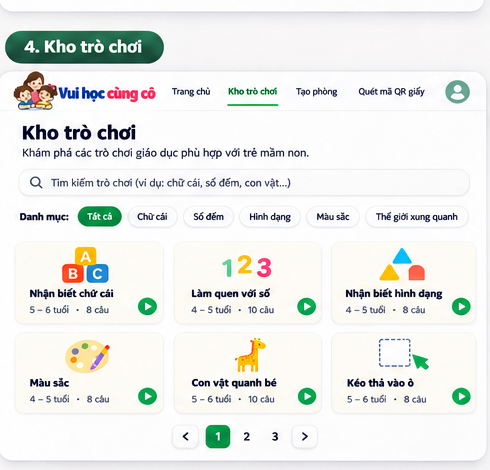 4. Kho trò chơi
Vui học cùng cô
Trang chủ
Kho trò chơi
Tạo phòng
Quét mã QR giấy
Kho trò chơi
Khám phá các trò chơi giáo dục phù hợp với trẻ mầm non.
Tìm kiếm trò chơi (ví dụ: chữ cái, số đếm, con vật...)
Danh mục:
Tất cả
Chữ cái
Số đếm
Hình dạng
Màu sắc
Thế giới xung quanh
A
B C
1 2 3
Nhận biết chữ cái
5 – 6 tuổi • 8 câu
Làm quen với số
4 – 5 tuổi • 10 câu
Nhận biết hình dạng
4 – 5 tuổi • 8 câu
Màu sắc
4 – 5 tuổi • 8 câu
Con vật quanh bé
5 – 6 tuổi • 10 câu
Kéo thả vào ô
5 – 6 tuổi • 8 câu
< 1 2 3 >